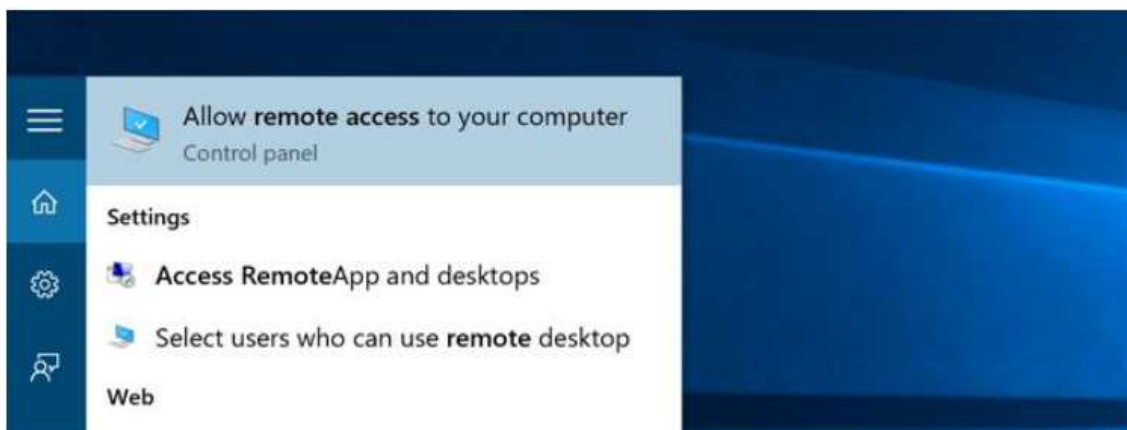 Allow remote access to your computer
Control panel
Settings
Access RemoteApp and desktops
Select users who can use remote desktop
Web